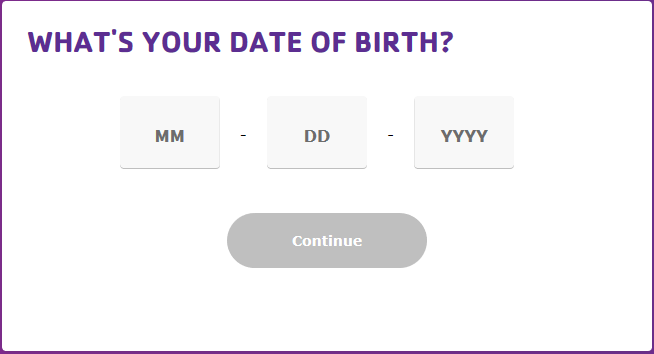 WHAT'S YOUR DATE OF BIRTH?
MM - DD - YYYY
Continue